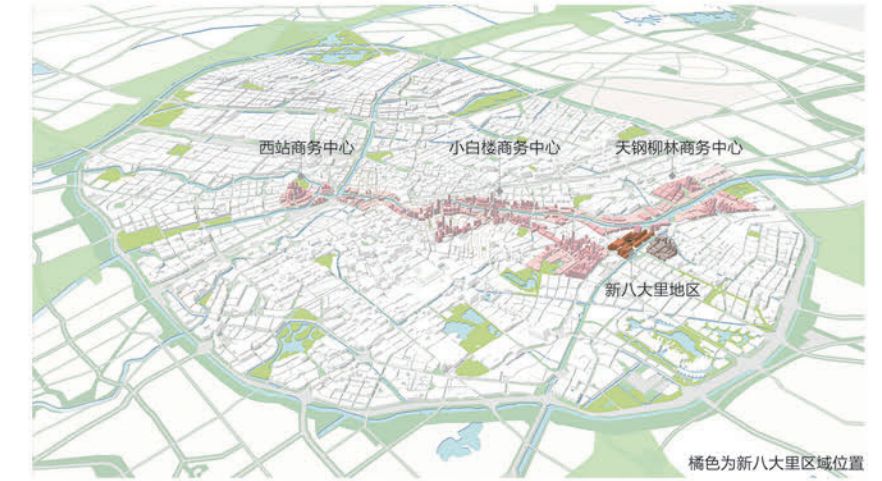 西站商务中心
小白楼商务中心
天钢柳林商务中心
新八大里地区
橘色为新八大里区域位置